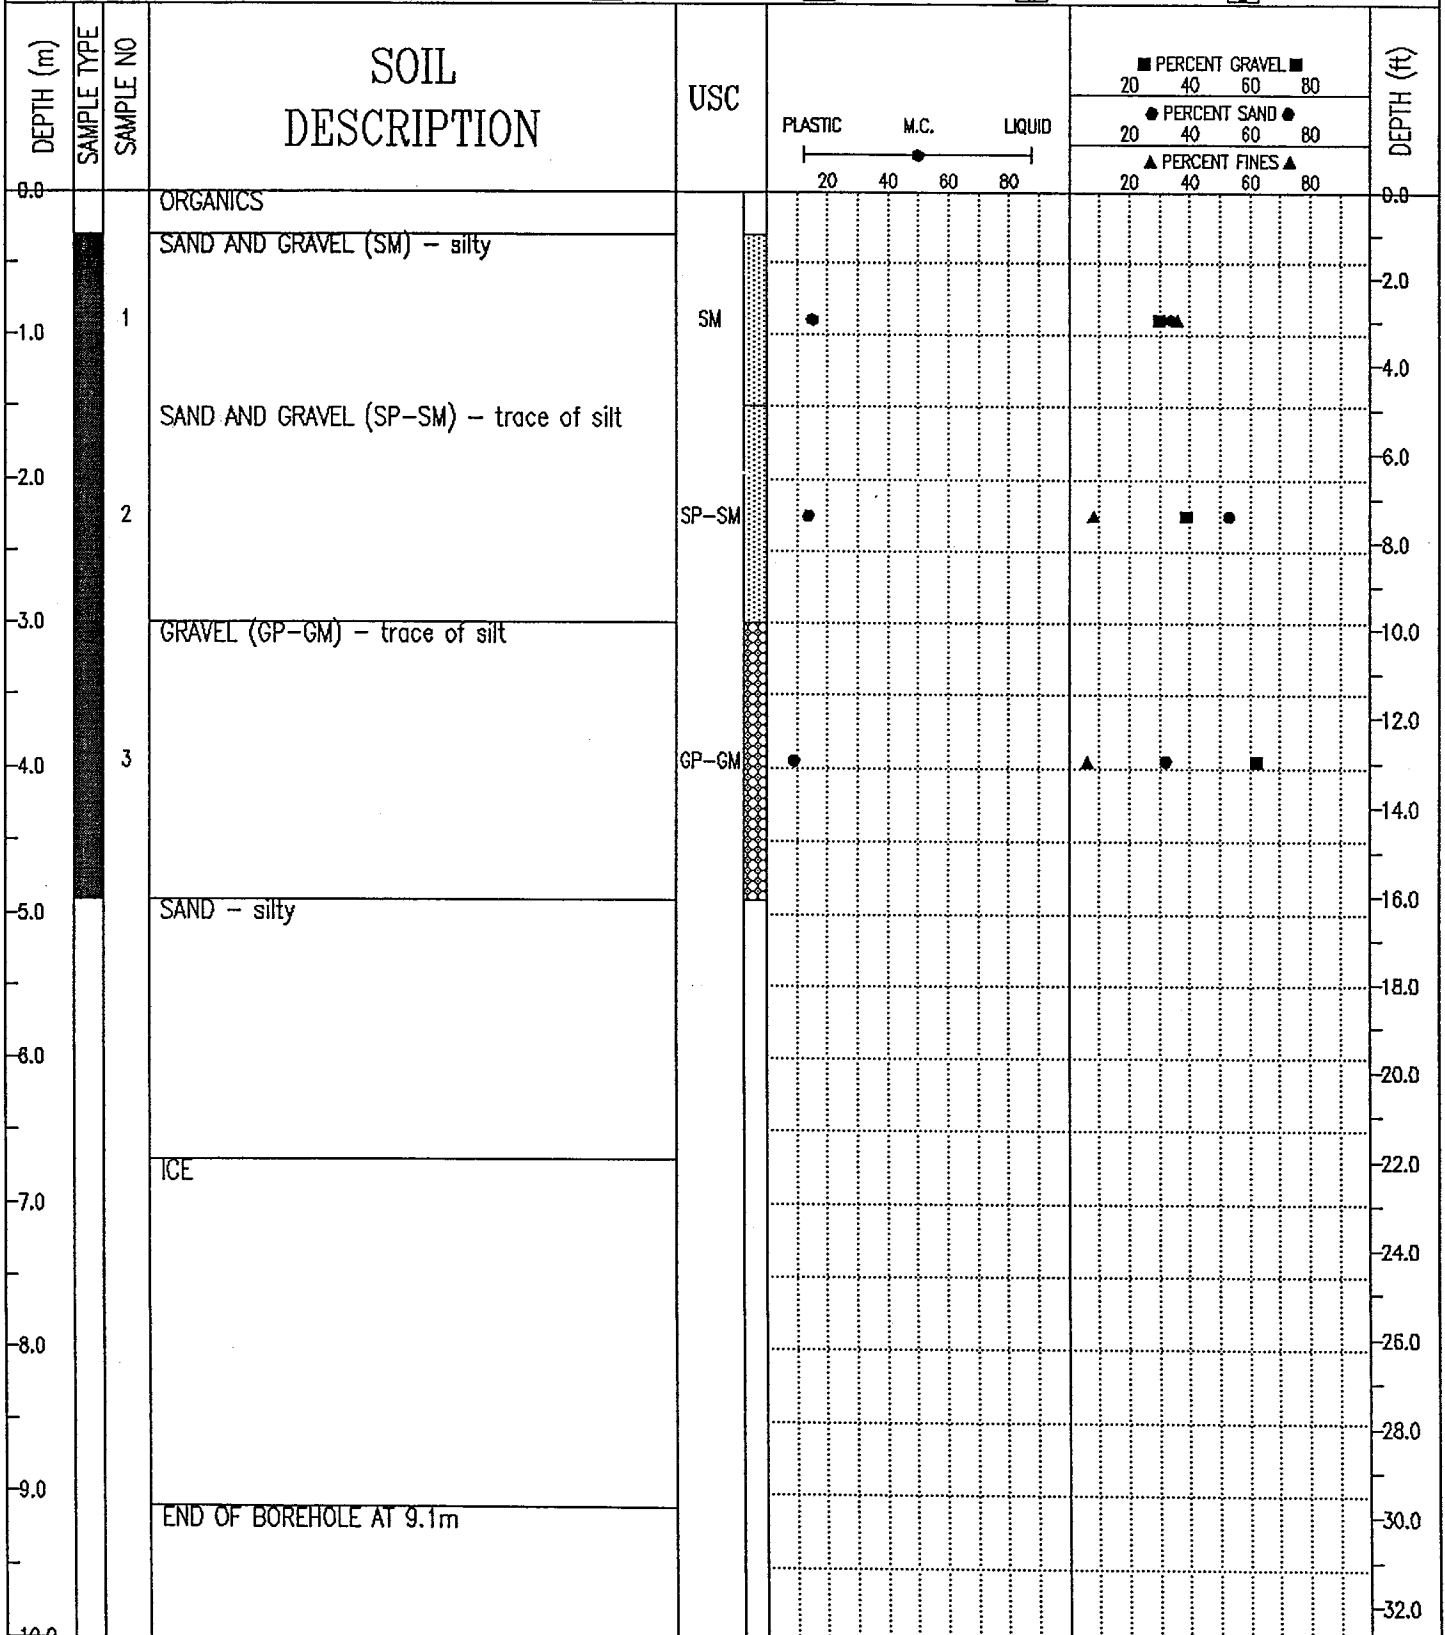 DEPTH (m)
SAMPLE TYPE
SAMPLE NO
SOIL
DESCRIPTION
USC
PLASTIC M.C. LIQUID
20 40 60 80
■ PERCENT GRAVEL ■
20 40 60 80
● PERCENT SAND ●
20 40 60 80
▲ PERCENT FINES ▲
20 40 60 80
DEPTH (ft)
0.0 0.0
ORGANICS
SAND AND GRAVEL (SM) – silty
2.0
1.0 1 SM
4.0
SAND AND GRAVEL (SP–SM) – trace of silt
6.0
2.0
2 SP–SM
8.0
3.0
GRAVEL (GP–GM) – trace of silt
10.0
12.0
4.0 3 GP–GM
14.0
5.0
SAND – silty
16.0
18.0
6.0
20.0
ICE
22.0
7.0
24.0
8.0
26.0
28.0
9.0
END OF BOREHOLE AT 9.1m
30.0
32.0
10.0